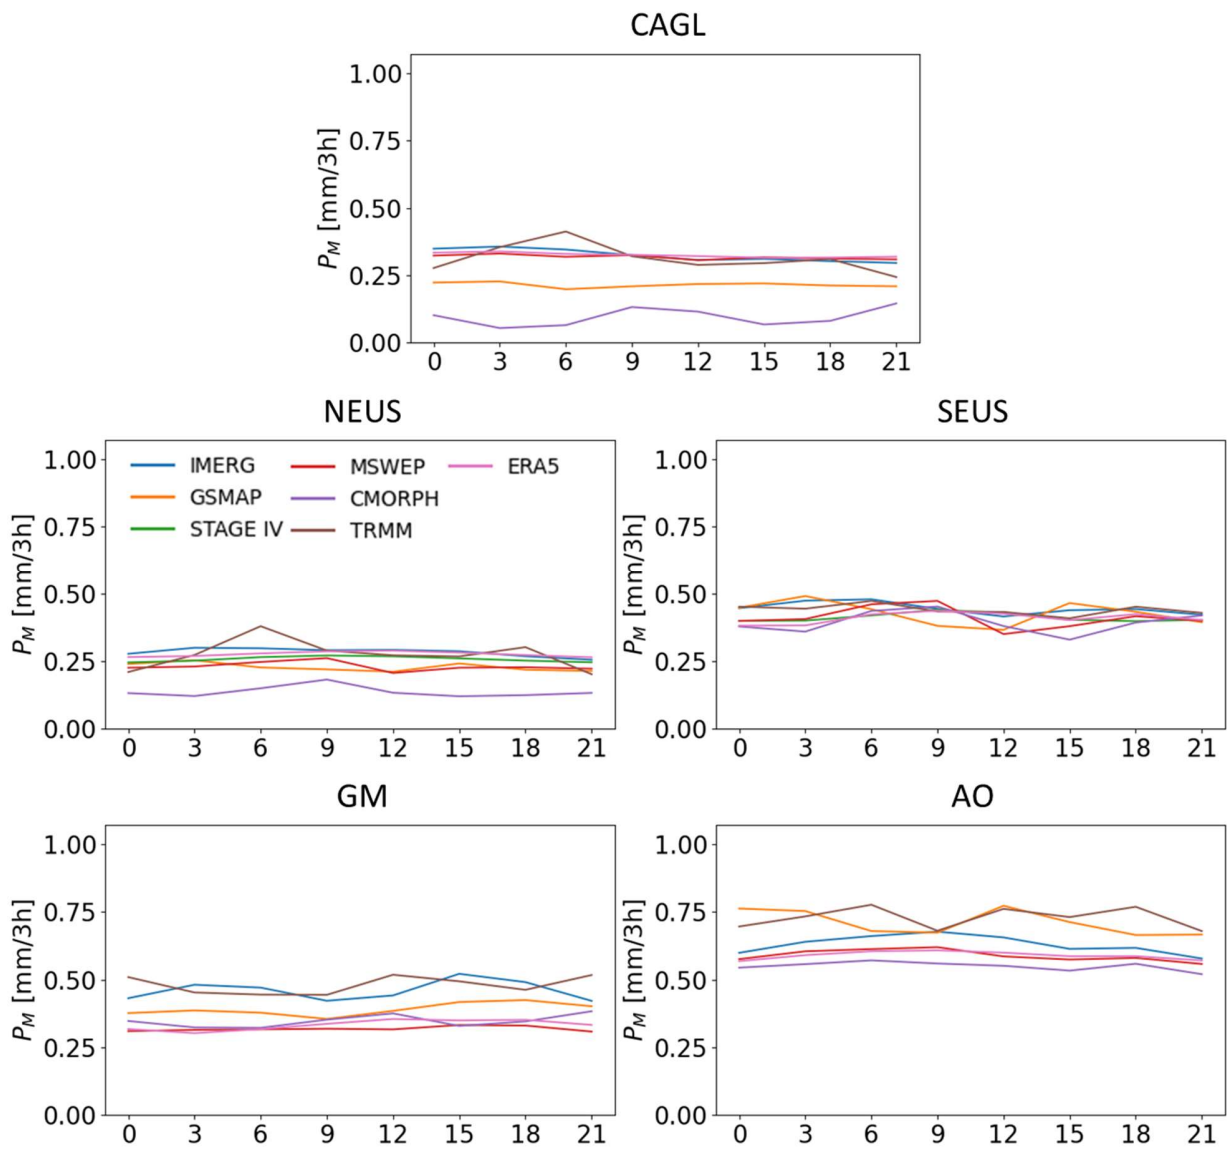 CAGL
P_M [mm/3h]
1.00
0.75
0.50
0.25
0.00
0 3 6 9 12 15 18 21
NEUS
P_M [mm/3h]
1.00
0.75
0.50
0.25
0.00
IMERG MSWEP ERA5
GSMAP CMORPH
STAGE IV TRMM
0 3 6 9 12 15 18 21
SEUS
P_M [mm/3h]
1.00
0.75
0.50
0.25
0.00
0 3 6 9 12 15 18 21
GM
P_M [mm/3h]
1.00
0.75
0.50
0.25
0.00
0 3 6 9 12 15 18 21
AO
P_M [mm/3h]
1.00
0.75
0.50
0.25
0.00
0 3 6 9 12 15 18 21